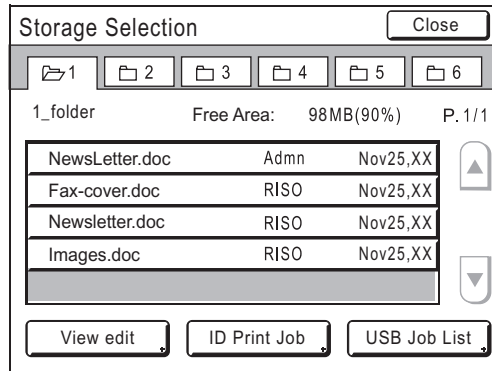 Storage Selection Close
1 2 3 4 5 6
1_folder Free Area: 98MB(90%) P.1/1
NewsLetter.doc Admn Nov25,XX
Fax-cover.doc RISO Nov25,XX
Newsletter.doc RISO Nov25,XX
Images.doc RISO Nov25,XX
View edit ID Print Job USB Job List